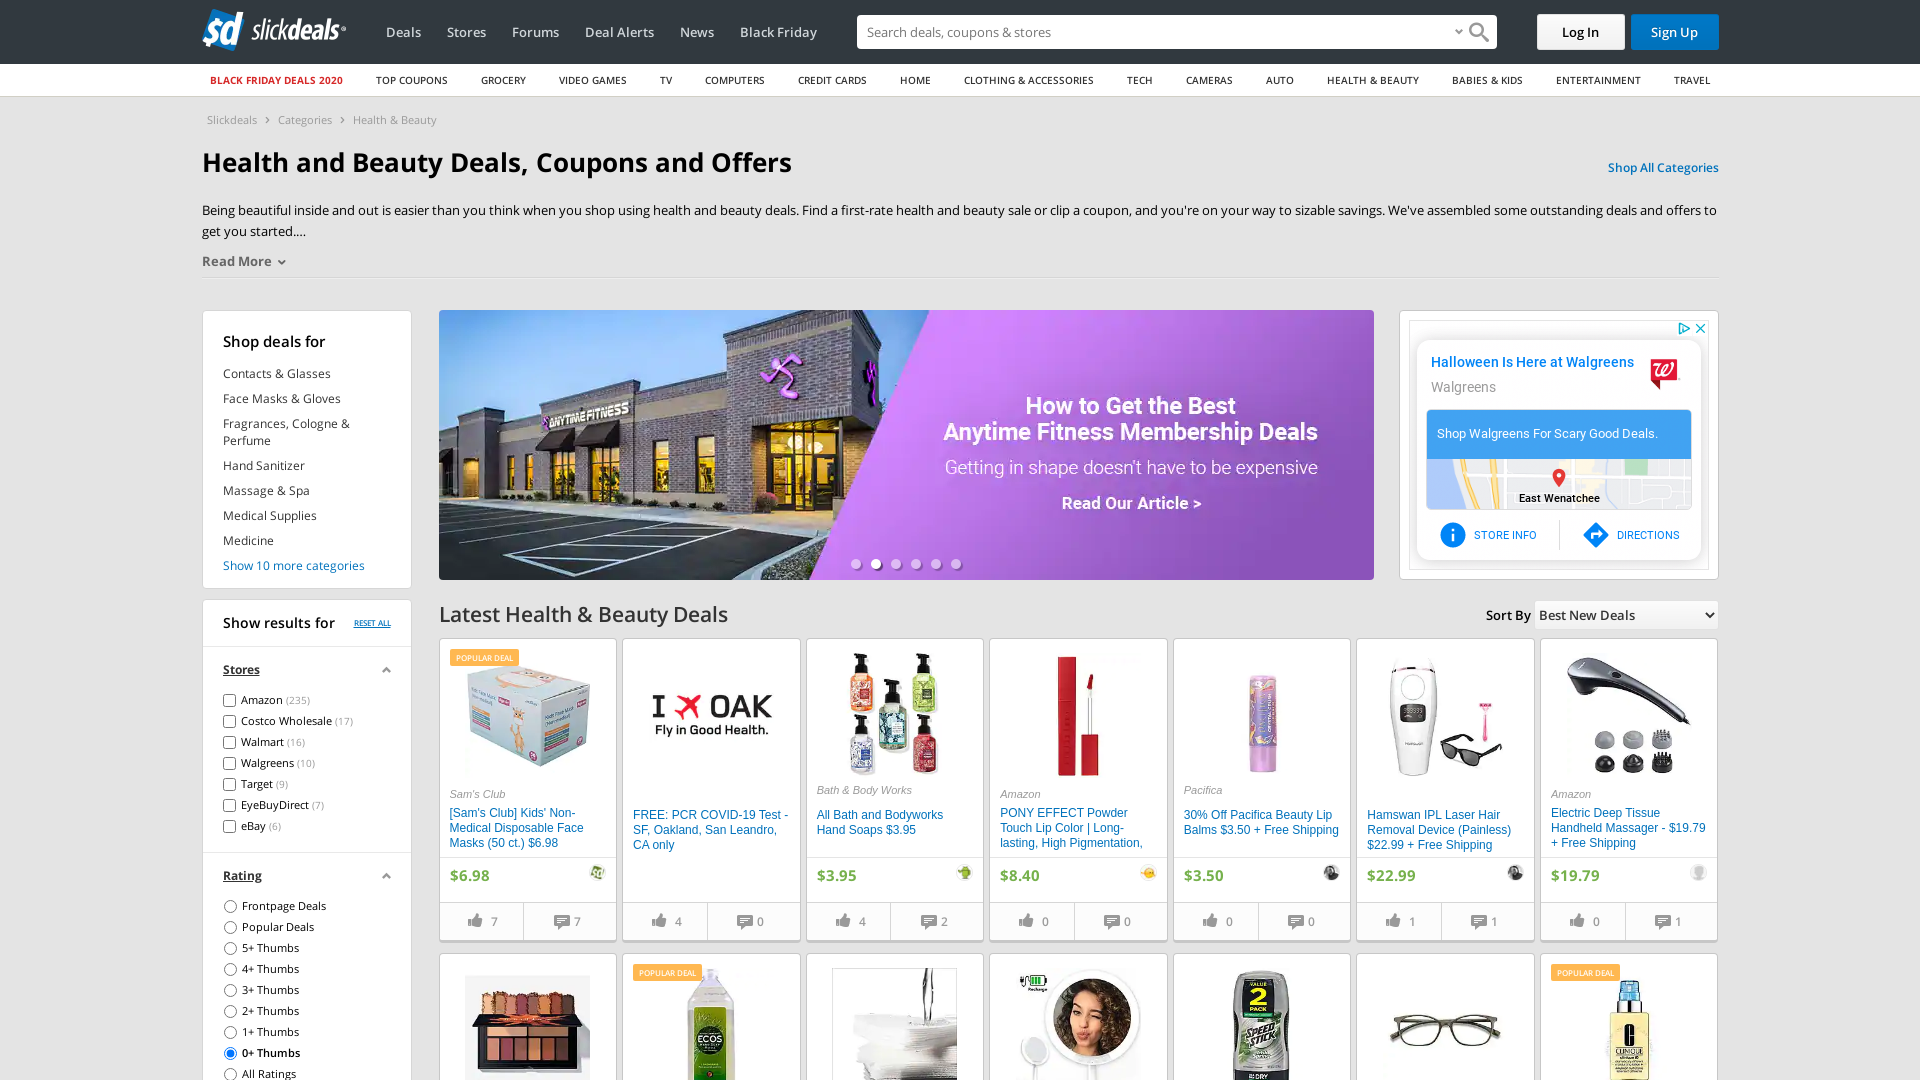 slickdeals
Deals
Stores
Forums
Deal Alerts
News
Black Friday
Search deals, coupons & stores
Log In
Sign Up
BLACK FRIDAY DEALS 2020
TOP COUPONS
GROCERY
VIDEO GAMES
TV
COMPUTERS
CREDIT CARDS
HOME
CLOTHING & ACCESSORIES
TECH
CAMERAS
AUTO
HEALTH & BEAUTY
BABIES & KIDS
ENTERTAINMENT
TRAVEL
Slickdeals > Categories > Health & Beauty
Health and Beauty Deals, Coupons and Offers
Shop All Categories
Being beautiful inside and out is easier than you think when you shop using health and beauty deals. Find a first-rate health and beauty sale or clip a coupon, and you're on your way to sizable savings. We've assembled some outstanding deals and offers to
get you started....
Read More
Shop deals for
Contacts & Glasses
Face Masks & Gloves
Fragrances, Cologne &
Perfume
Hand Sanitizer
Massage & Spa
Medical Supplies
Medicine
Show 10 more categories
Show results for
RESET ALL
Stores
Amazon (235)
Costco Wholesale (17)
Walmart (16)
Walgreens (10)
Target (9)
EyeBuyDirect (7)
eBay (6)
Rating
Frontpage Deals
Popular Deals
5+ Thumbs
4+ Thumbs
3+ Thumbs
2+ Thumbs
1+ Thumbs
0+ Thumbs
All Ratings
ANYTIME FITNESS
How to Get the Best
Anytime Fitness Membership Deals
Getting in shape doesn't have to be expensive
Read Our Article >
Halloween Is Here at Walgreens
Walgreens
Shop Walgreens For Scary Good Deals.
East Wenatchee
STORE INFO
DIRECTIONS
Latest Health & Beauty Deals
Sort By
Best New Deals
POPULAR DEAL
Sam's Club
[Sam's Club] Kids' Non-
Medical Disposable Face
Masks (50 ct.) $6.98
$6.98
7
7
I OAK
Fly in Good Health.
FREE: PCR COVID-19 Test -
SF, Oakland, San Leandro,
CA only
4
0
Bath & Body Works
All Bath and Bodyworks
Hand Soaps $3.95
$3.95
4
2
Amazon
PONY EFFECT Powder
Touch Lip Color | Long-
lasting, High Pigmentation,
$8.40
0
0
Pacifica
30% Off Pacifica Beauty Lip
Balms $3.50 + Free Shipping
$3.50
0
0
Hamswan IPL Laser Hair
Removal Device (Painless)
$22.99 + Free Shipping
$22.99
1
1
Amazon
Electric Deep Tissue
Handheld Massager - $19.79
+ Free Shipping
$19.79
0
1
POPULAR DEAL
ECOS
Recharge
VALUE
2
PACK
SPEED
STICK
DRY
POPULAR DEAL
CLINIQUE